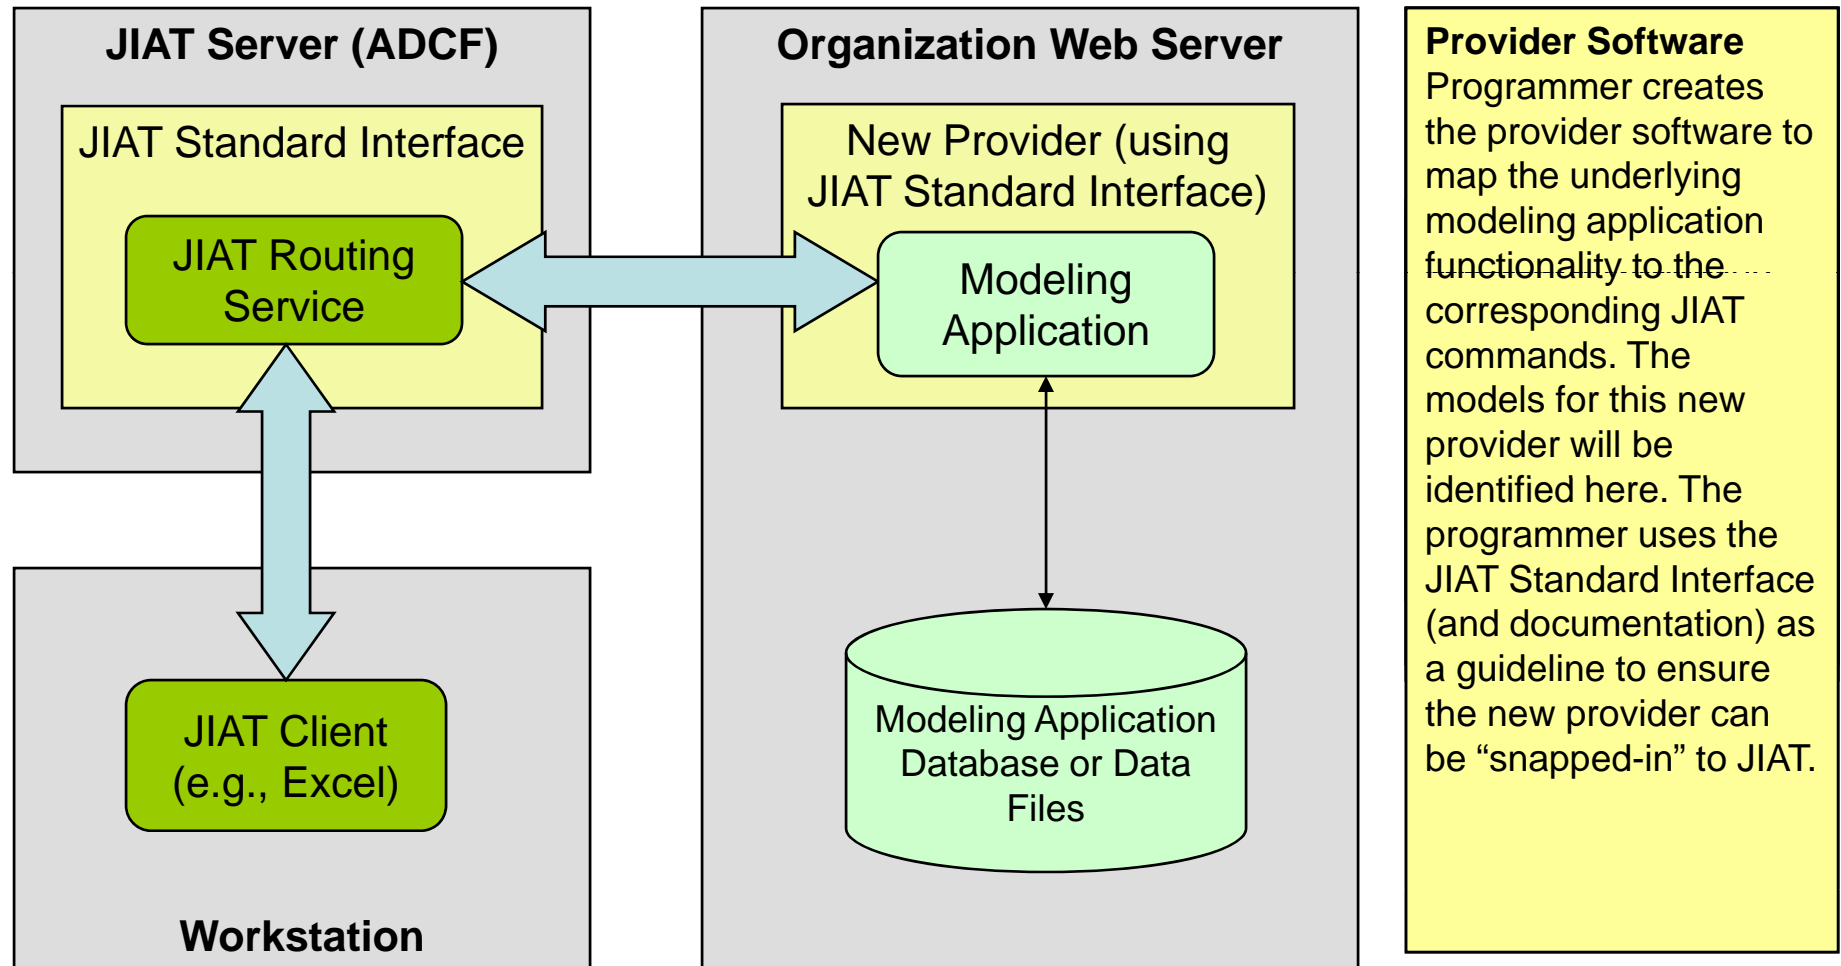 JIAT Server (ADCF)
JIAT Standard Interface
JIAT Routing
Service
JIAT Client
(e.g., Excel)
Workstation
Organization Web Server
New Provider (using
JIAT Standard Interface)
Modeling
Application
Modeling Application
Database or Data
Files
Provider Software
Programmer creates
the provider software to
map the underlying
modeling application
functionality to the
corresponding JIAT
commands. The
models for this new
provider will be
identified here. The
programmer uses the
JIAT Standard Interface
(and documentation) as
a guideline to ensure
the new provider can
be “snapped-in” to JIAT.